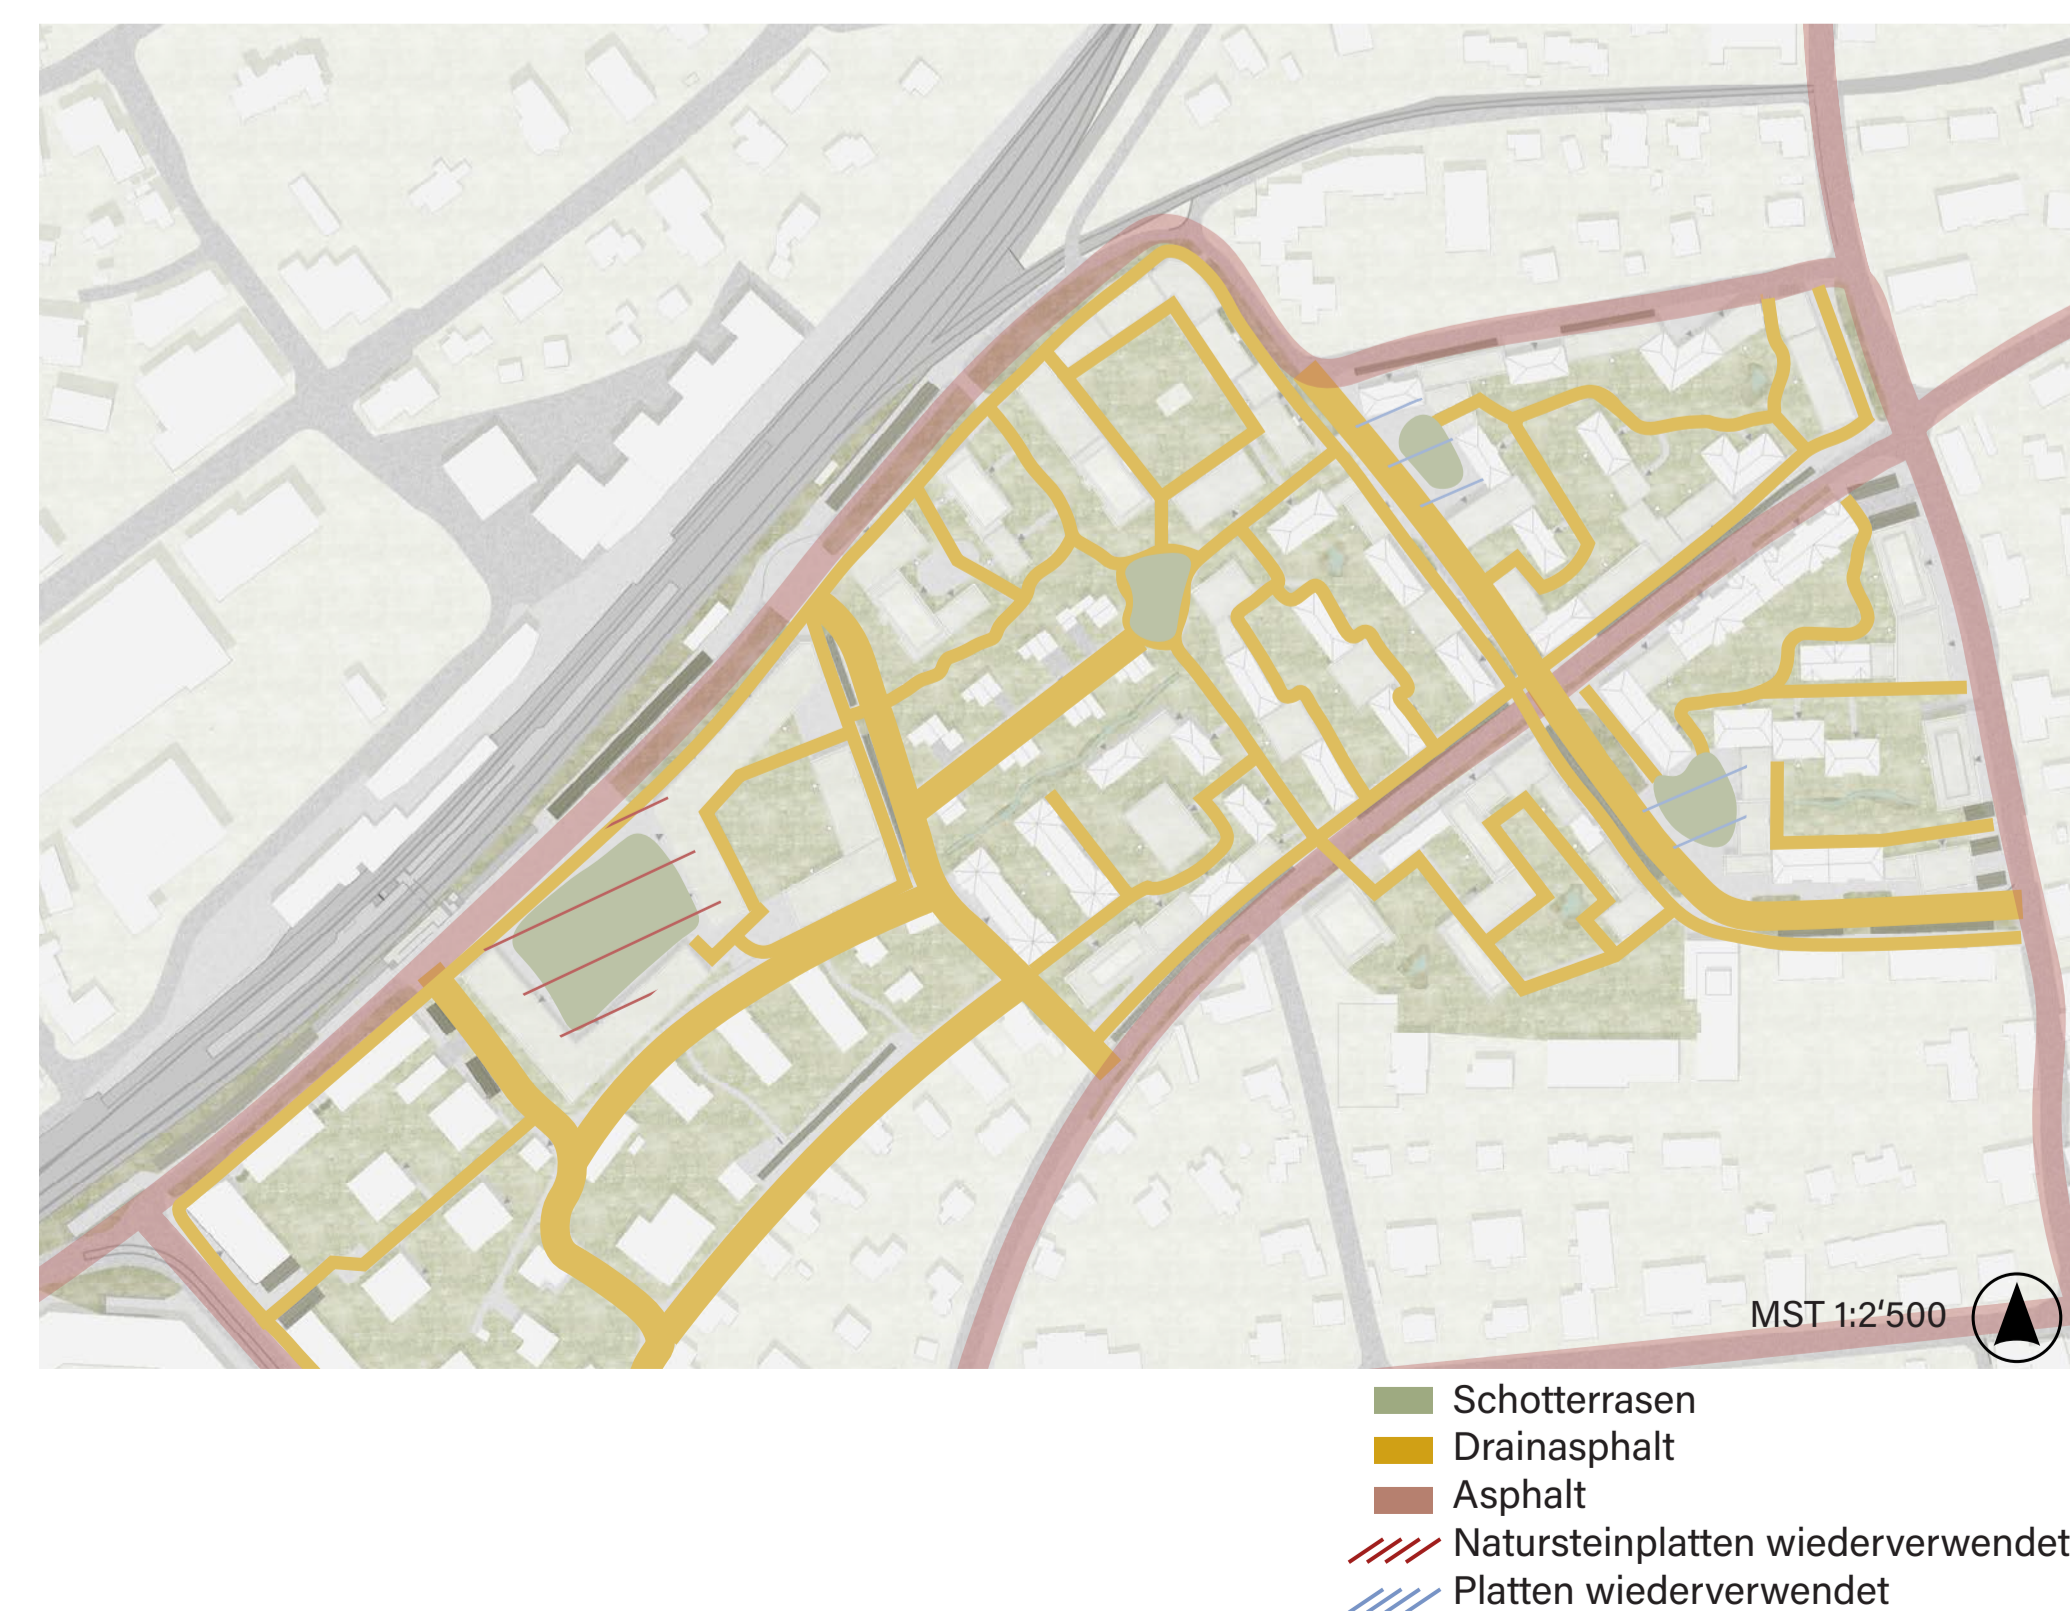 MST 1:2‘500
Schotterrasen
Drainasphalt
Asphalt
Natursteinplatten wiederverwendet
Platten wiederverwendet